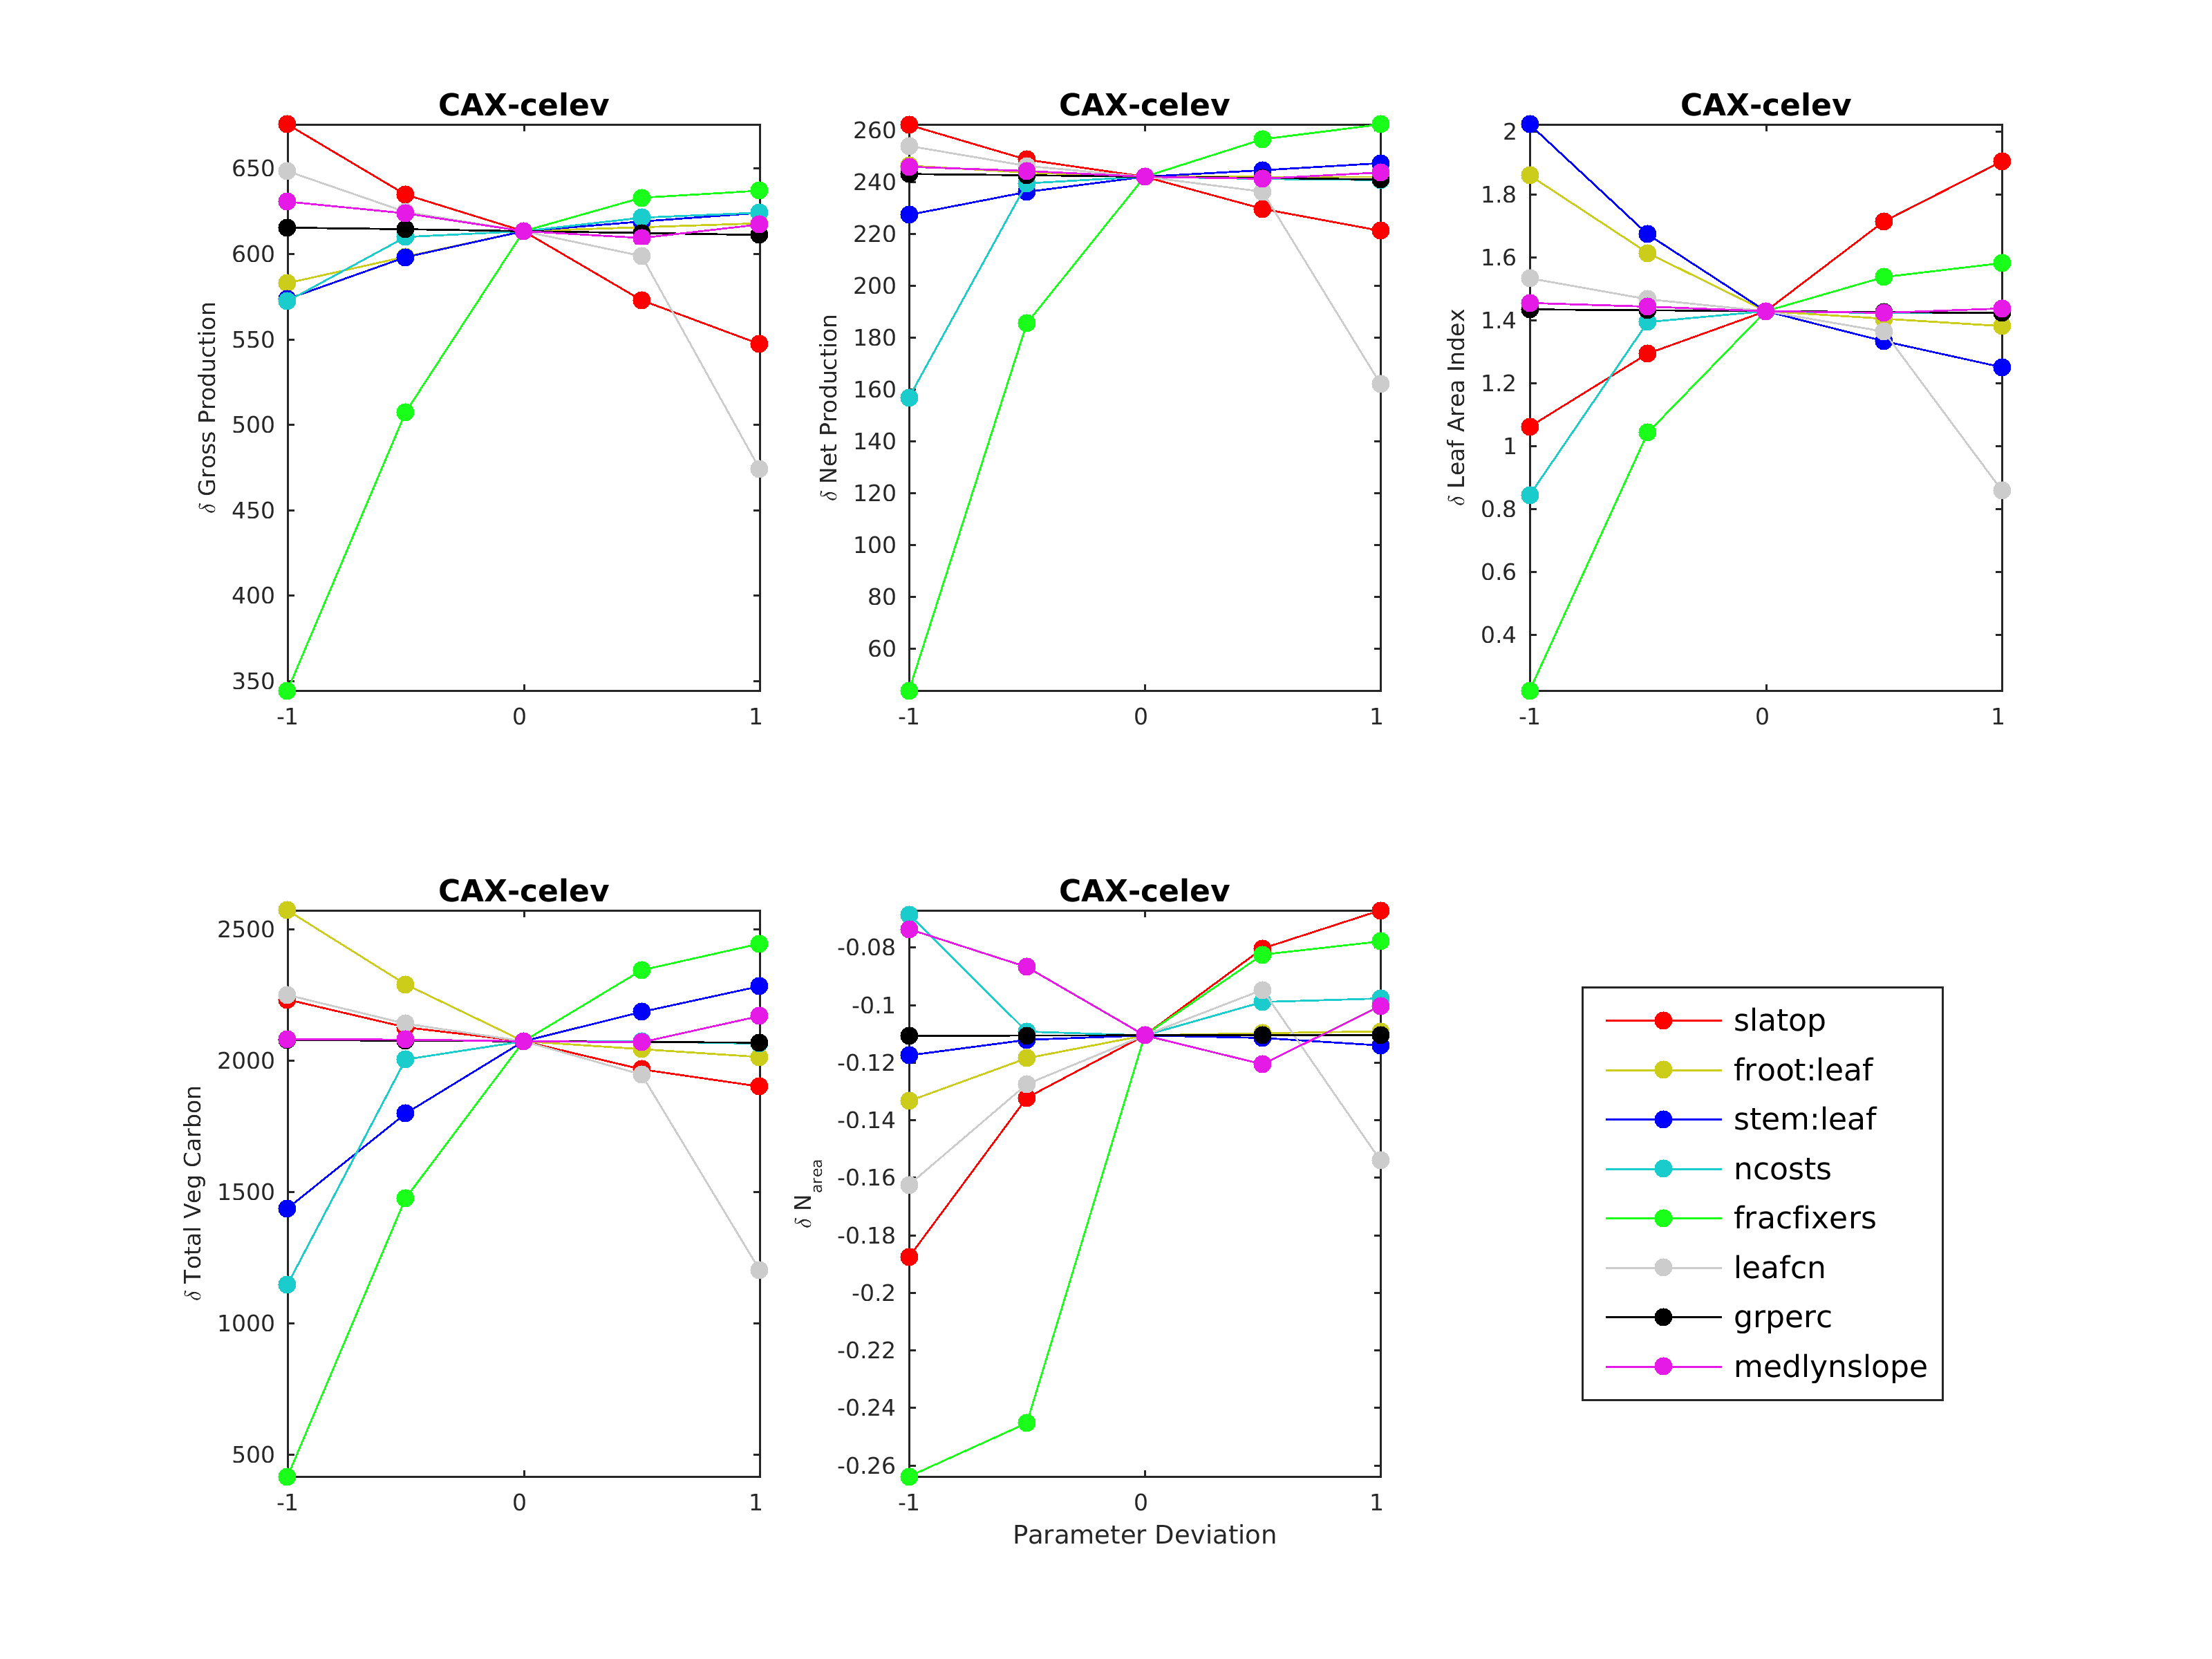 CAX-celev
CAX-celev
CAX-celev
δ Gross Production
650
600
550
500
450
400
350
-1 0 1
δ Net Production
260
240
220
200
180
160
140
120
100
80
60
-1 0 1
δ Leaf Area Index
2
1.8
1.6
1.4
1.2
1
0.8
0.6
0.4
-1 0 1
CAX-celev
CAX-celev
δ Total Veg Carbon
2500
2000
1500
1000
500
-1 0 1
δ N_area
-0.08
-0.1
-0.12
-0.14
-0.16
-0.18
-0.2
-0.22
-0.24
-0.26
-1 0 1
Parameter Deviation
slatop
froot:leaf
stem:leaf
ncosts
fracfixers
leafcn
grperc
medlynslope